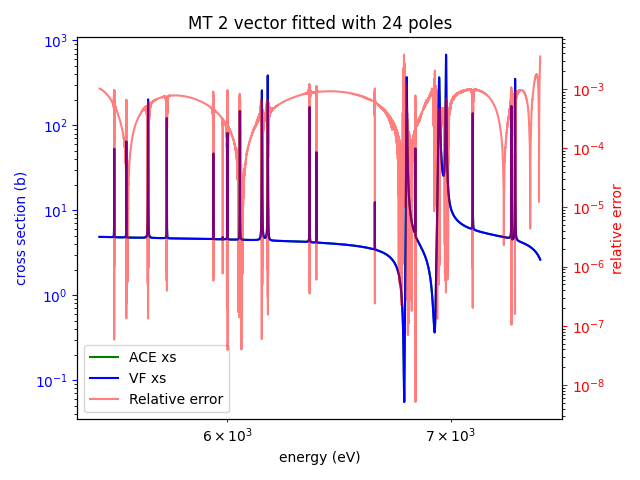 MT 2 vector fitted with 24 poles
10³
10²
10¹
10⁰
10⁻¹
cross section (b)
10⁻³
10⁻⁴
10⁻⁵
10⁻⁶
10⁻⁷
10⁻⁸
relative error
ACE xs
VF xs
Relative error
6 × 10³
7 × 10³
energy (eV)